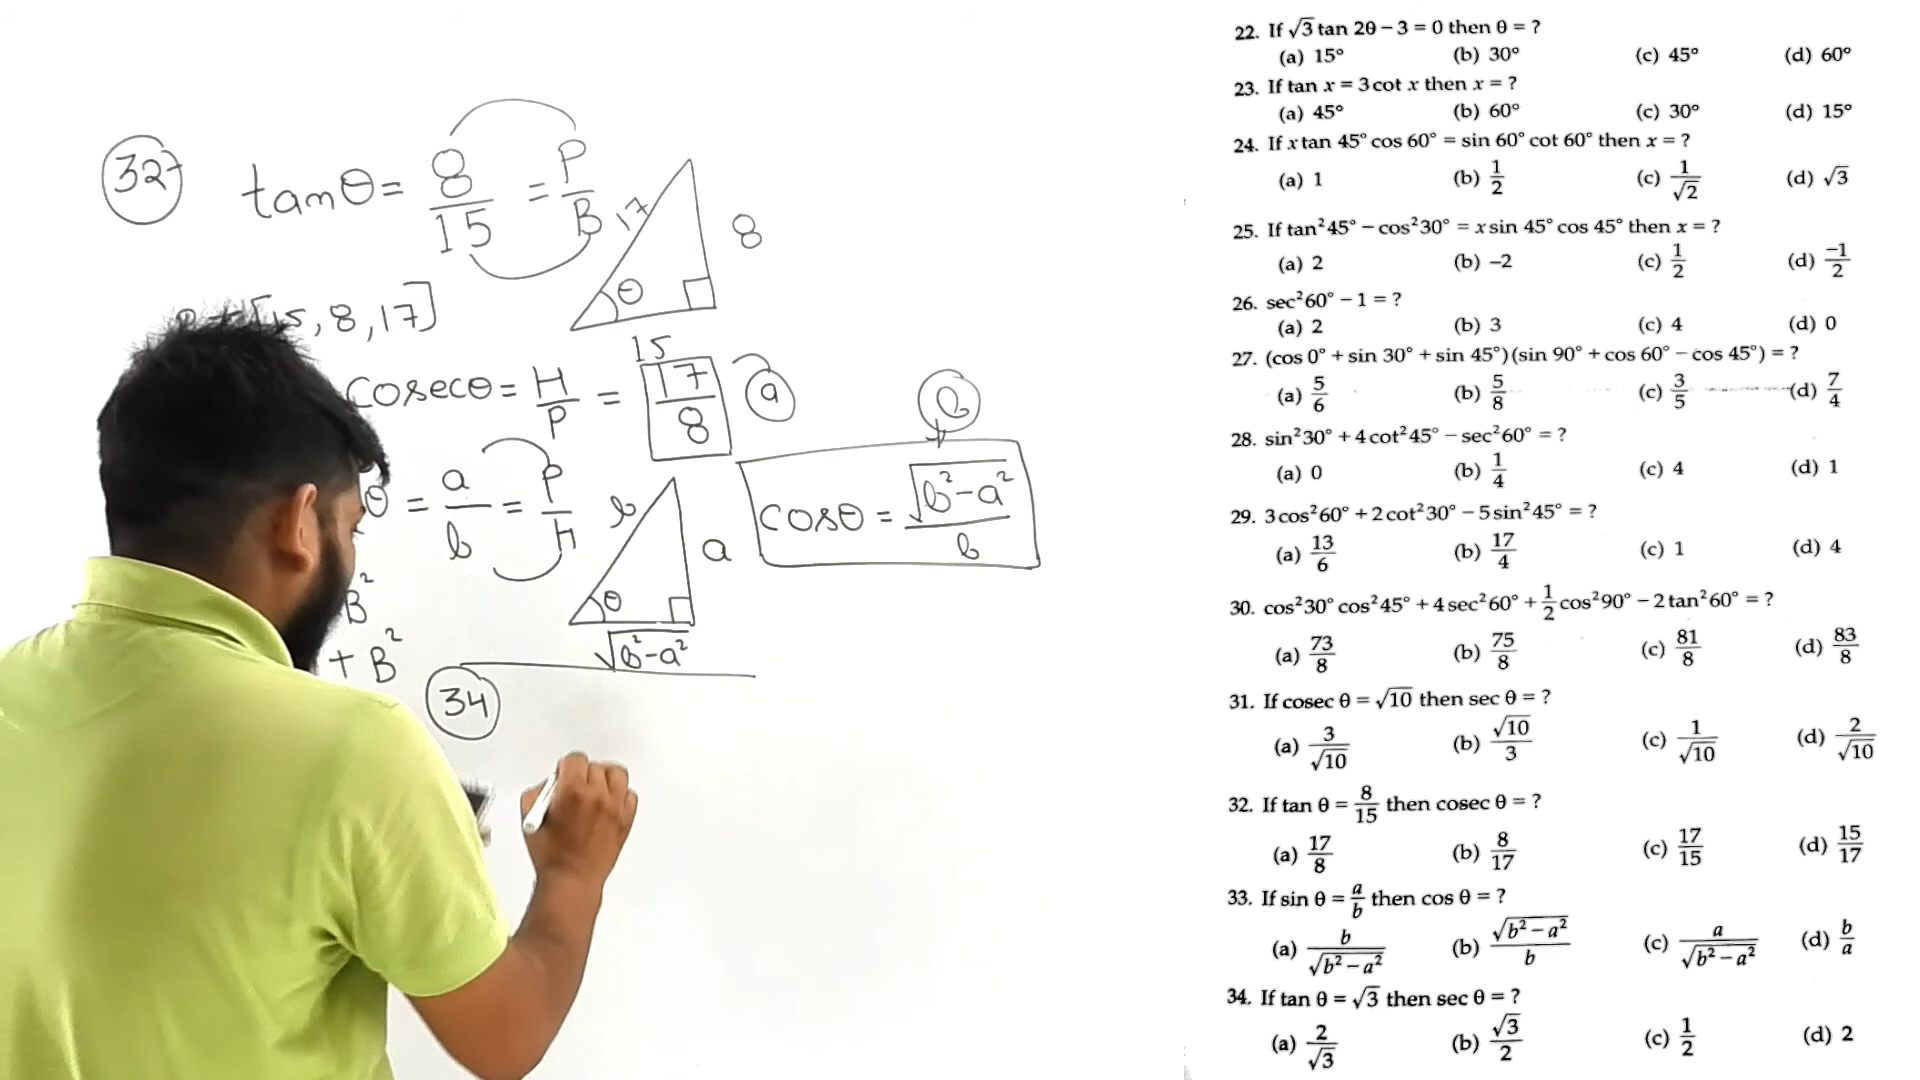 32
tanθ = 8/15 = P/B
17
8
θ
15
[15, 8, 17]
cosecθ = H/P = 17/8 (a)
θ = a/b = P/H
b
a
θ
√b²-a²
b
cosθ = √b²-a²/b
B²
+ B²
34
22. If √3 tan 2θ – 3 = 0 then θ = ?
(a) 15° (b) 30° (c) 45° (d) 60°
23. If tan x = 3 cot x then x = ?
(a) 45° (b) 60° (c) 30° (d) 15°
24. If x tan 45° cos 60° = sin 60° cot 60° then x = ?
(a) 1 (b) 1/2 (c) 1/√2 (d) √3
25. If tan²45° – cos²30° = x sin 45° cos 45° then x = ?
(a) 2 (b) –2 (c) 1/2 (d) –1/2
26. sec²60° – 1 = ?
(a) 2 (b) 3 (c) 4 (d) 0
27. (cos 0° + sin 30° + sin 45°)(sin 90° + cos 60° – cos 45°) = ?
(a) 5/6 (b) 5/8 (c) 3/5 (d) 7/4
28. sin²30° + 4 cot²45° – sec²60° = ?
(a) 0 (b) 1/4 (c) 4 (d) 1
29. 3 cos²60° + 2 cot²30° – 5 sin²45° = ?
(a) 13/6 (b) 17/4 (c) 1 (d) 4
30. cos²30° cos²45° + 4 sec²60° + 1/2 cos²90° – 2 tan²60° = ?
(a) 73/8 (b) 75/8 (c) 81/8 (d) 83/8
31. If cosec θ = √10 then sec θ = ?
(a) 3/√10 (b) √10/3 (c) 1/√10 (d) 2/√10
32. If tan θ = 8/15 then cosec θ = ?
(a) 17/8 (b) 8/17 (c) 17/15 (d) 15/17
33. If sin θ = a/b then cos θ = ?
(a) b/√b² – a² (b) √b² – a²/b (c) a/√b² – a² (d) b/a
34. If tan θ = √3 then sec θ = ?
(a) 2/√3 (b) √3/2 (c) 1/2 (d) 2